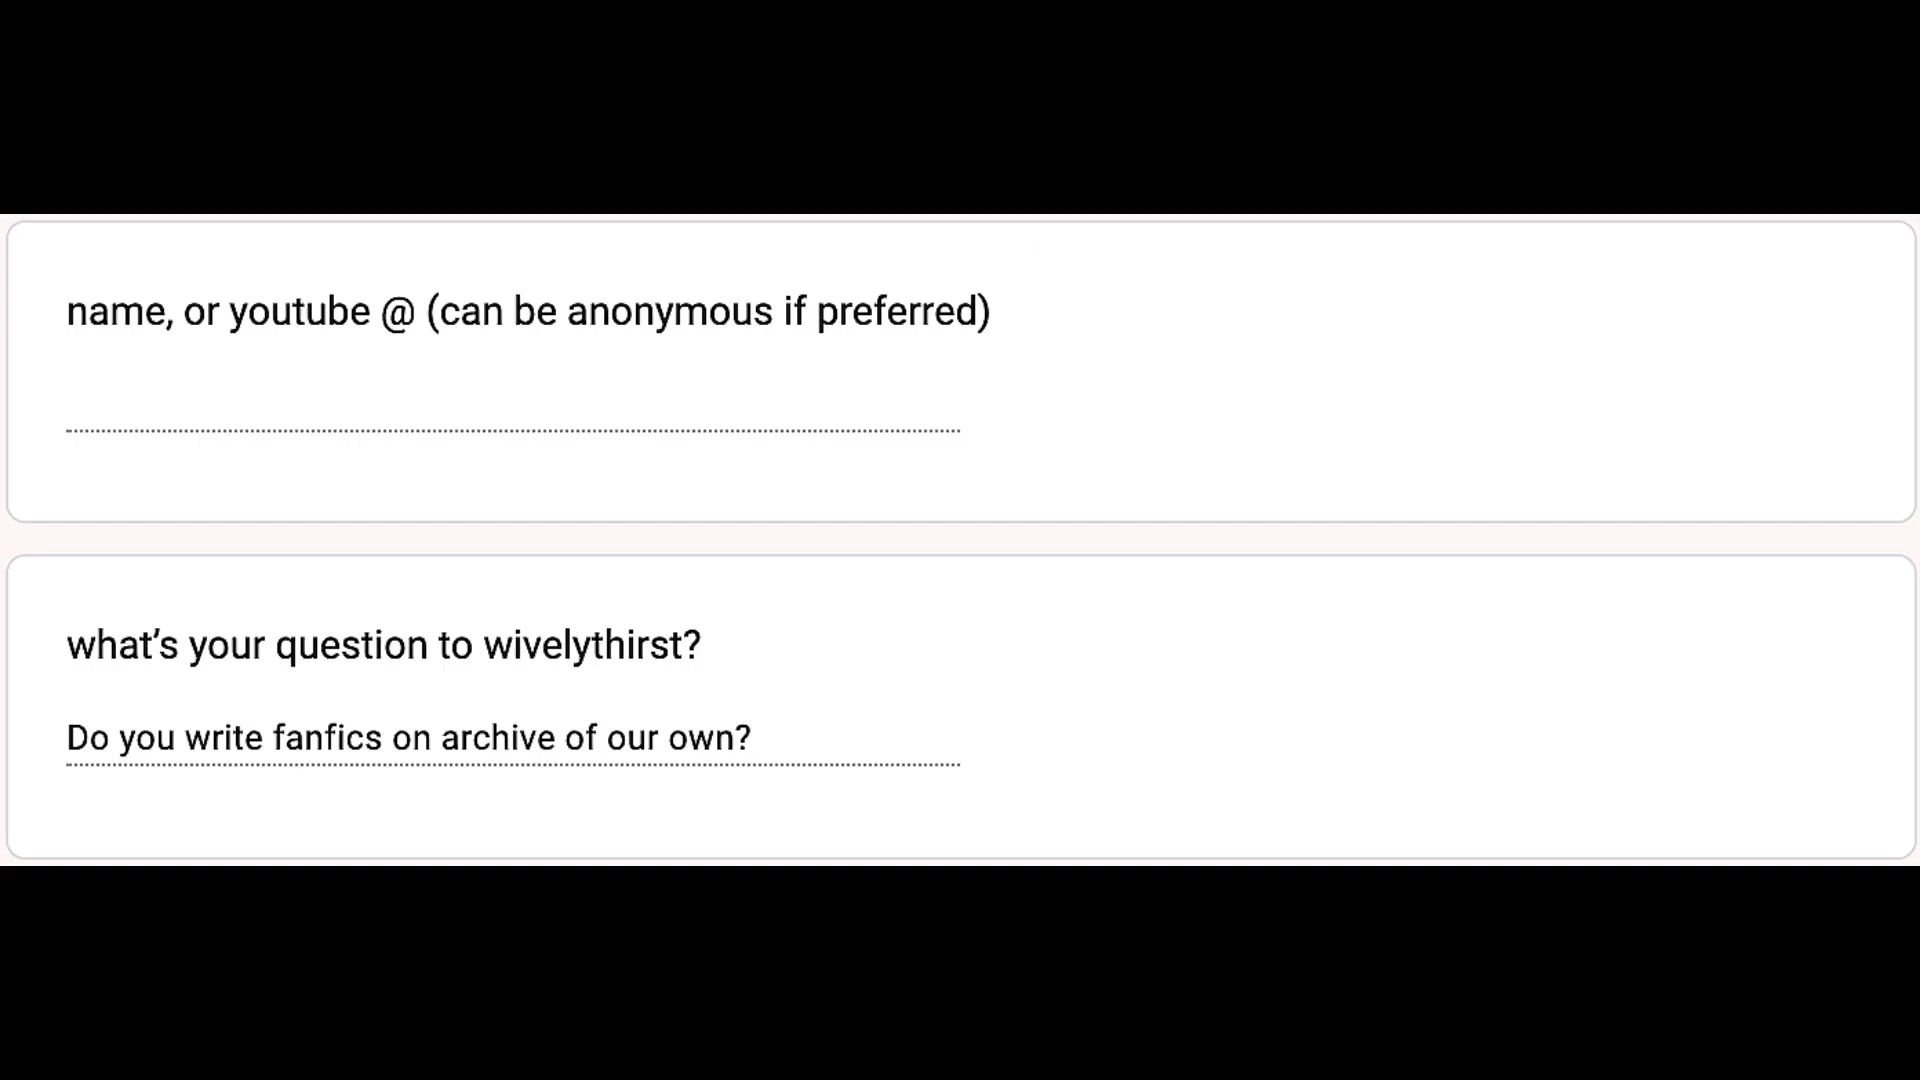 name, or youtube @ (can be anonymous if preferred)
what’s your question to wivelythirst?
Do you write fanfics on archive of our own?